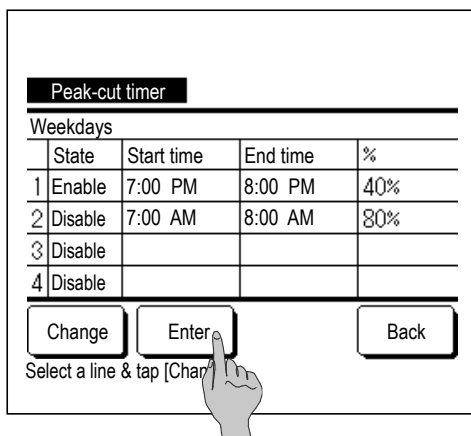 Peak-cut timer
Weekdays
State Start time End time %
1 Enable 7:00 PM 8:00 PM 40%
2 Disable 7:00 AM 8:00 AM 80%
3 Disable
4 Disable
Change Enter Back
Select a line & tap [Chan